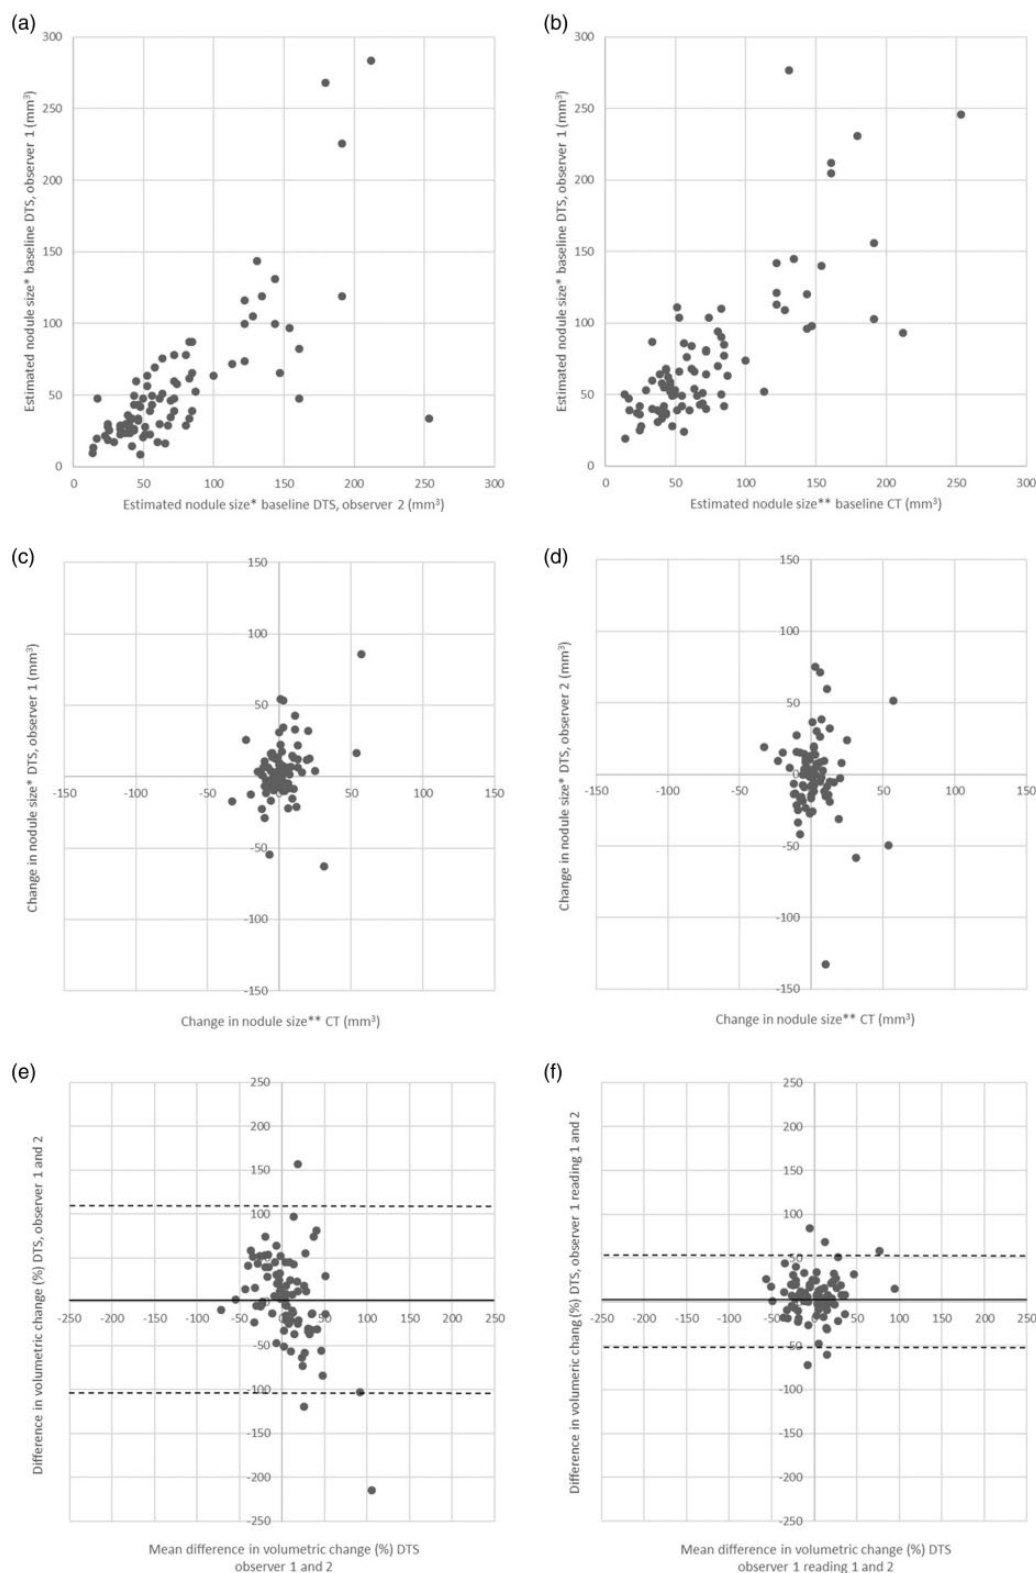 (a)
300
250
200
150
100
50
0
0 50 100 150 200 250 300
Estimated nodule size* baseline DTS, observer 1 (mm³)
Estimated nodule size* baseline DTS, observer 2 (mm³)
(b)
300
250
200
150
100
50
0
0 50 100 150 200 250 300
Estimated nodule size* baseline DTS, observer 1 (mm³)
Estimated nodule size** baseline CT (mm³)
(c)
150
100
50
0
-150 -100 -50 0 50 100 150
-50
-100
-150
Change in nodule size* DTS, observer 1 (mm³)
Change in nodule size** CT (mm³)
(d)
150
100
50
0
-150 -100 -50 0 50 100 150
-50
-100
-150
Change in nodule size* DTS, observer 2 (mm³)
Change in nodule size** CT (mm³)
(e)
250
200
150
100
50
0
-250 -200 -150 -100 -50 0 50 100 150 200 250
-50
-100
-150
-200
-250
Difference in volumetric change (%) DTS, observer 1 and 2
Mean difference in volumetric change (%) DTS
observer 1 and 2
(f)
250
200
150
100
50
0
-250 -200 -150 -100 -50 0 50 100 150 200 250
-50
-100
-150
-200
-250
Difference in volumeric chang (%) DTS, observer 1 reading 1 and 2
Mean difference in volumetric change (%) DTS
observer 1 reading 1 and 2